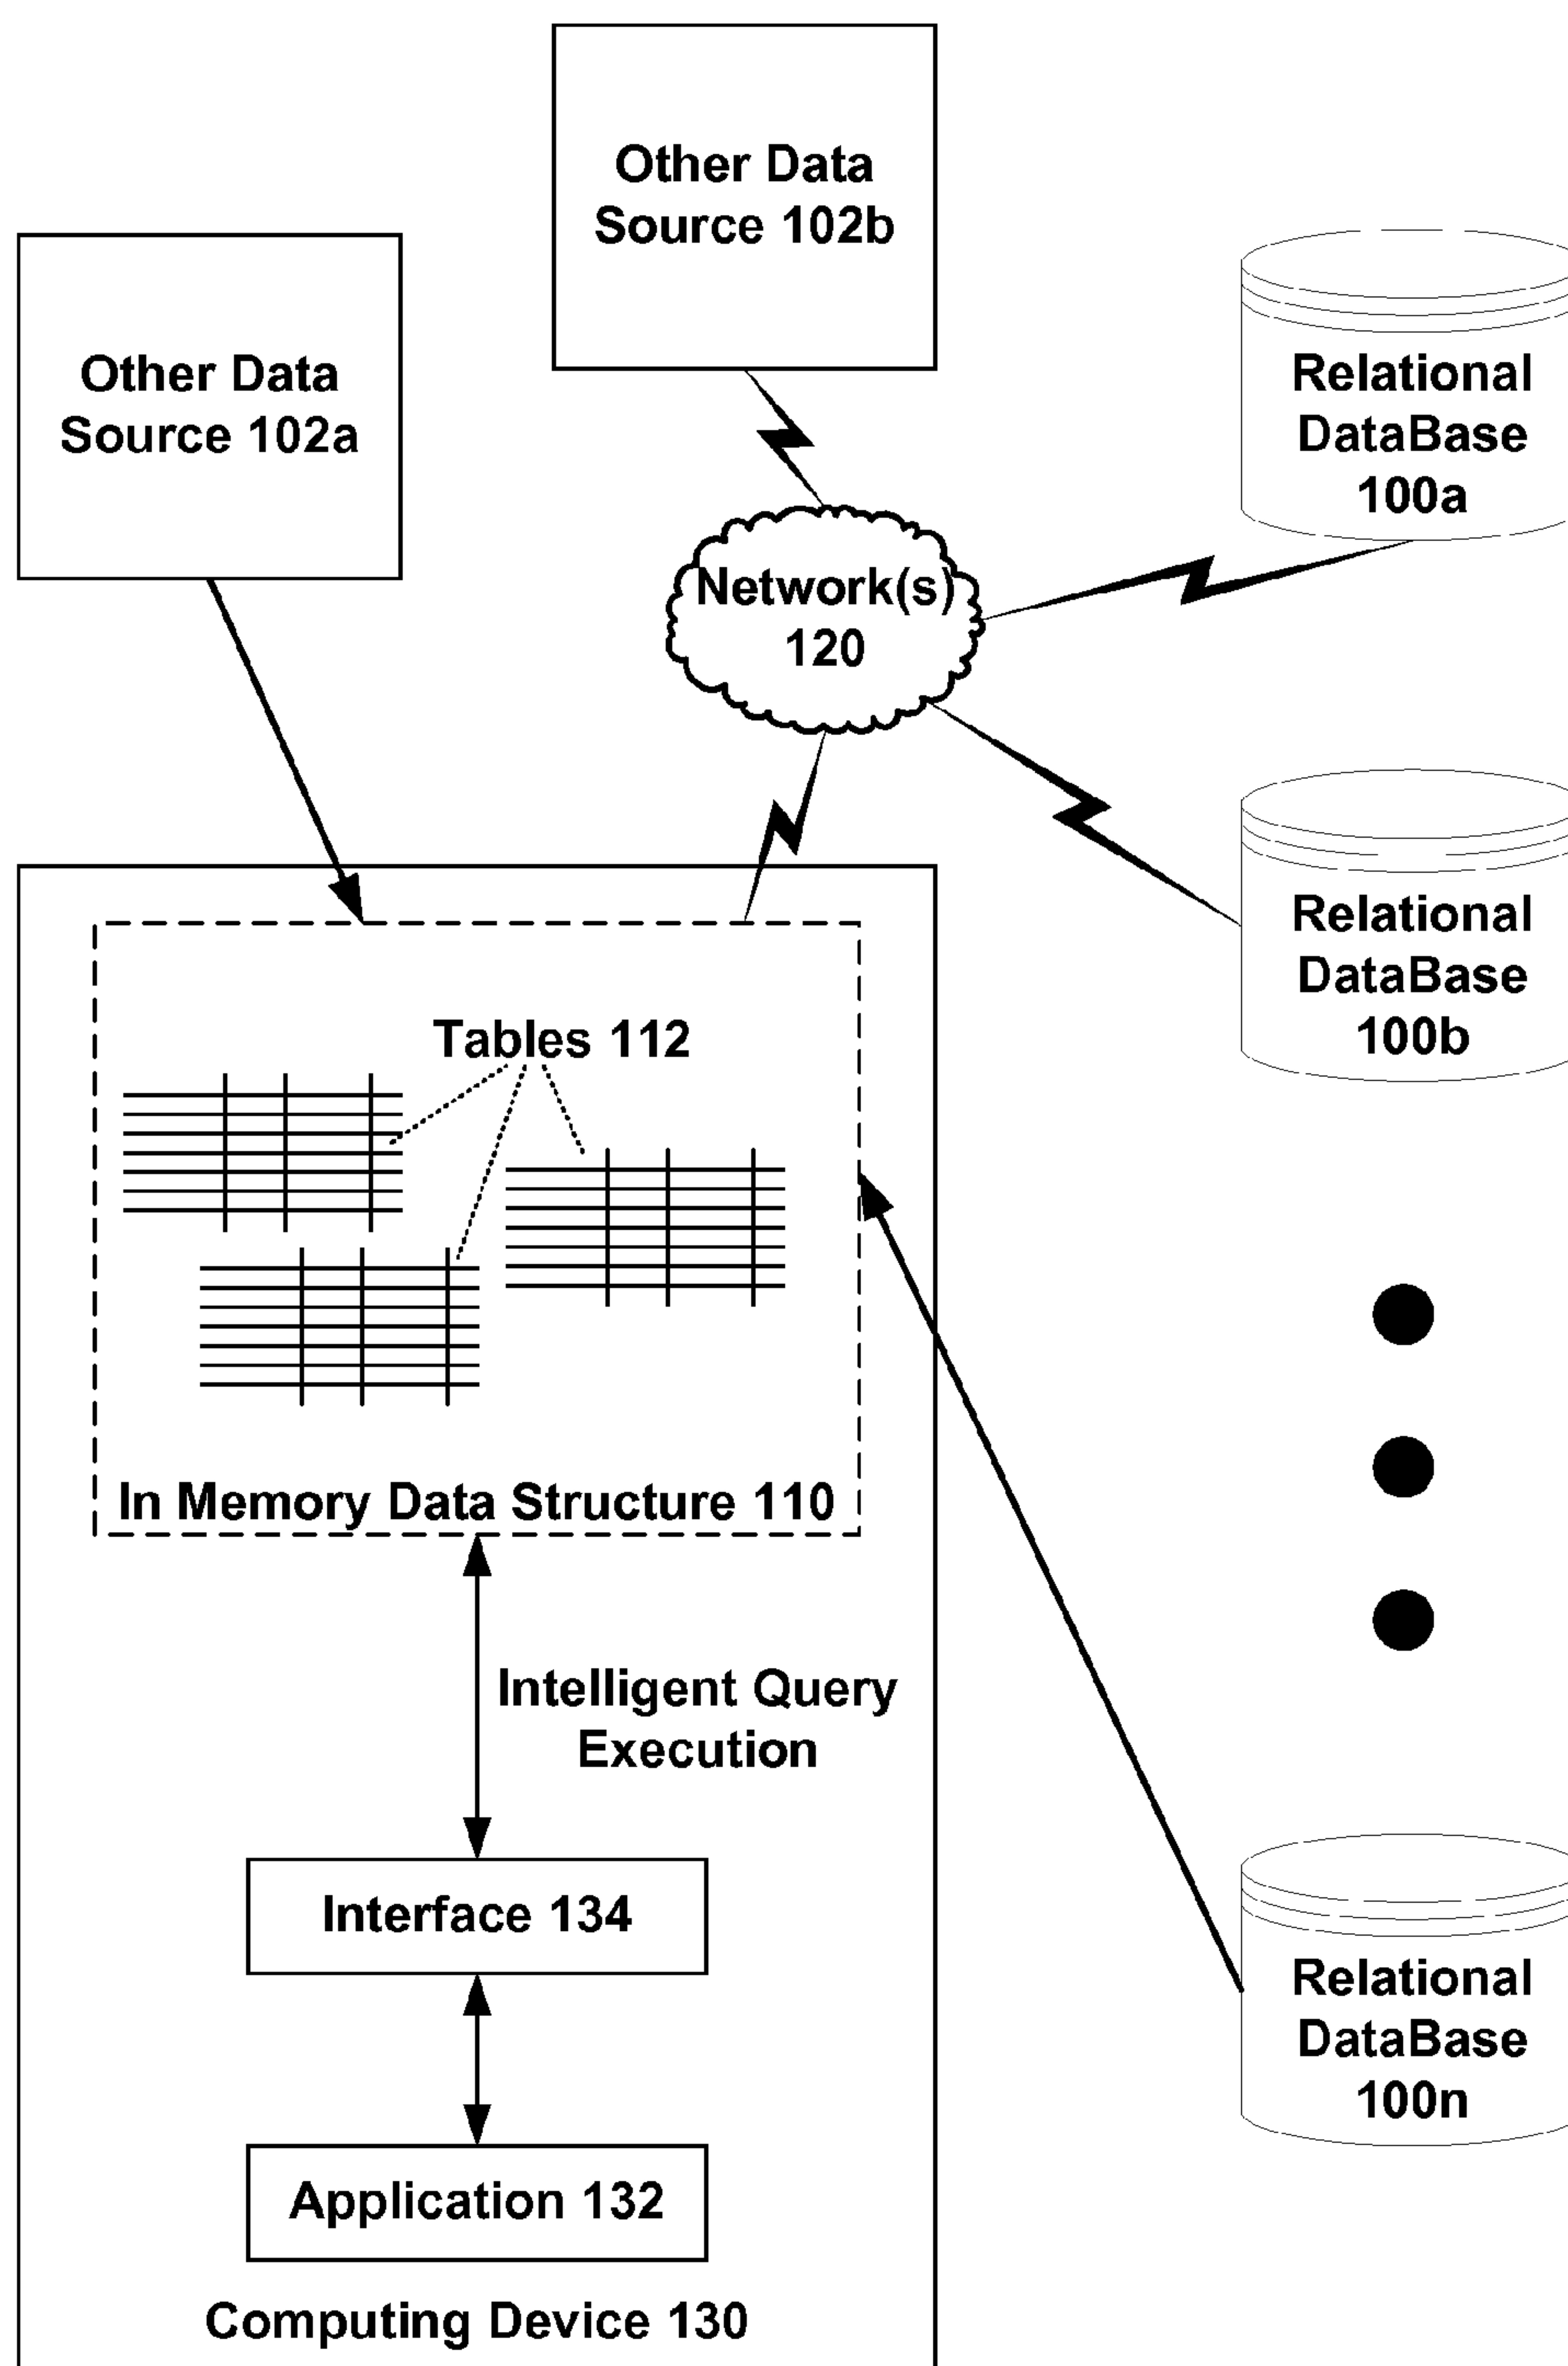 Other Data
Source 102b
Other Data
Source 102a
Relational
DataBase
100a
Network(s)
120
Relational
DataBase
100b
Tables 112
In Memory Data Structure 110
Intelligent Query
Execution
Interface 134
Relational
DataBase
100n
Application 132
Computing Device 130